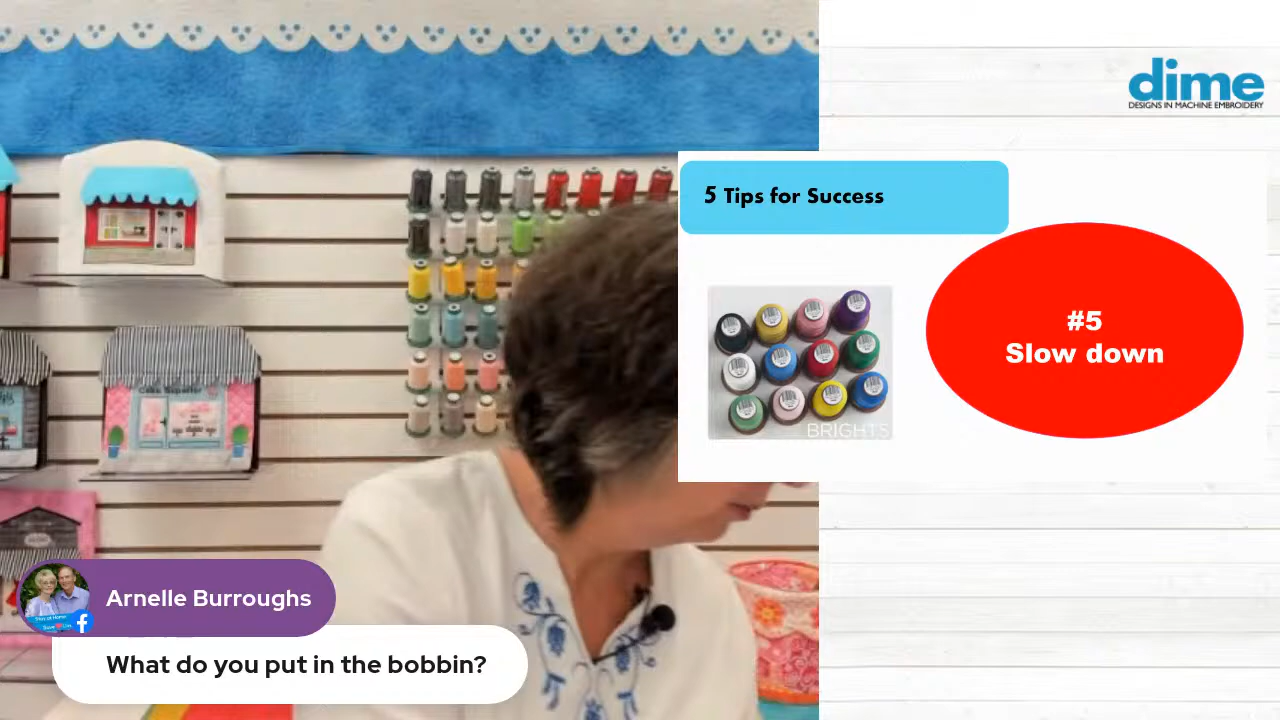 dime
DESIGNS IN MACHINE EMBROIDERY
5 Tips for Success
#5
Slow down
BRIGHTS
Arnelle Burroughs
What do you put in the bobbin?